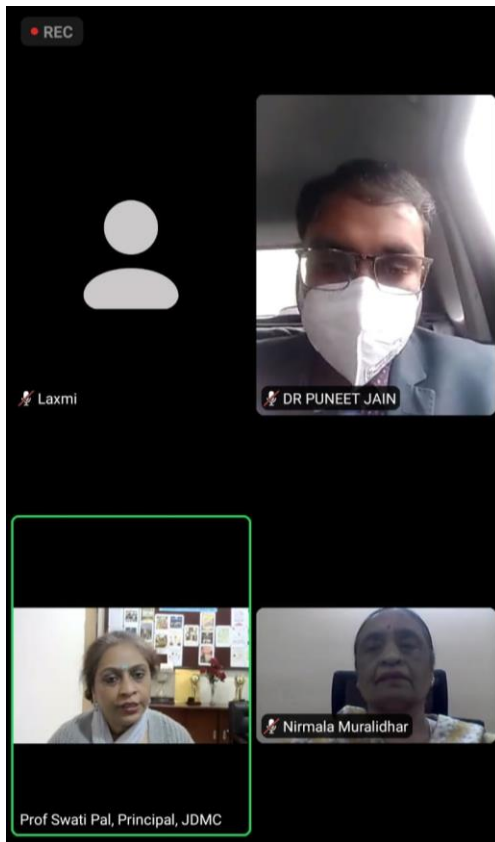 REC
Laxmi
DR PUNEET JAIN
Nirmala Muralidhar
Prof Swati Pal, Principal, JDMC